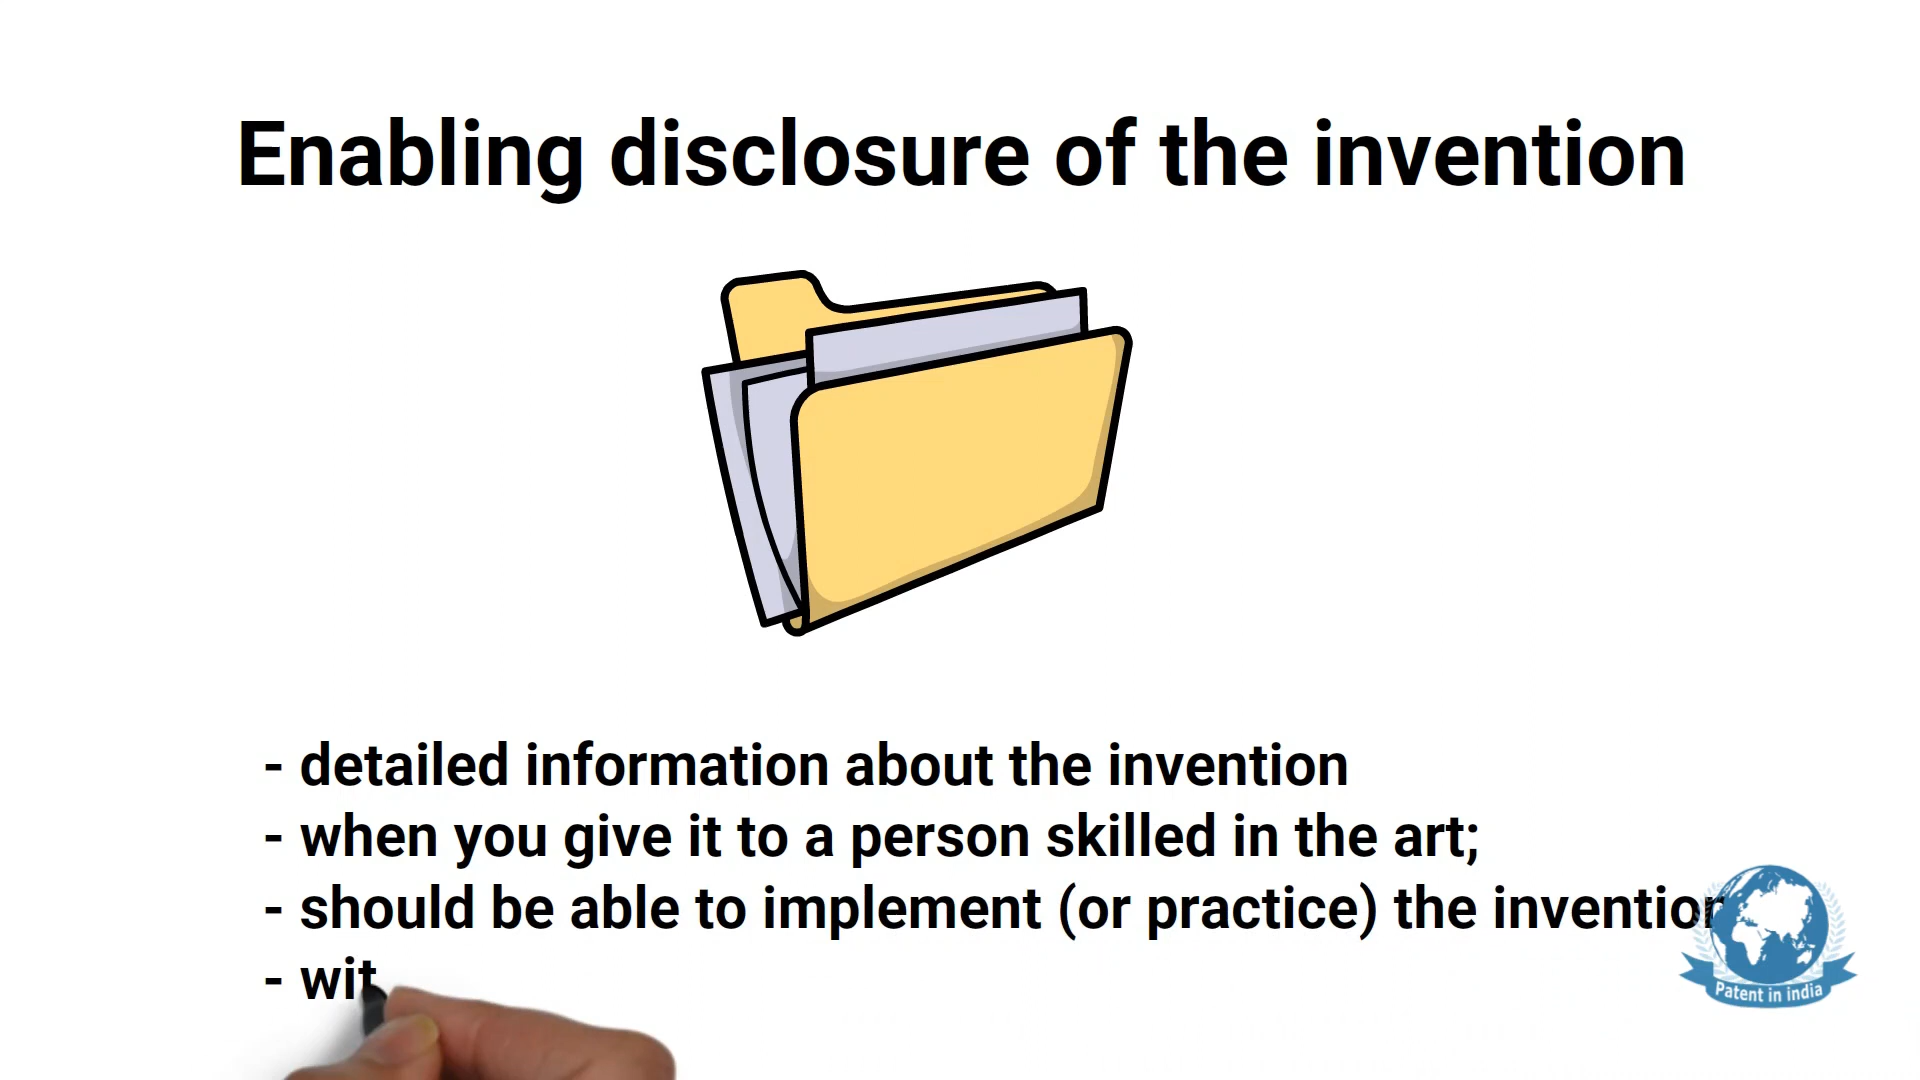 Enabling disclosure of the invention
- detailed information about the invention
- when you give it to a person skilled in the art;
- should be able to implement (or practice) the invention
- wit
Patent in india